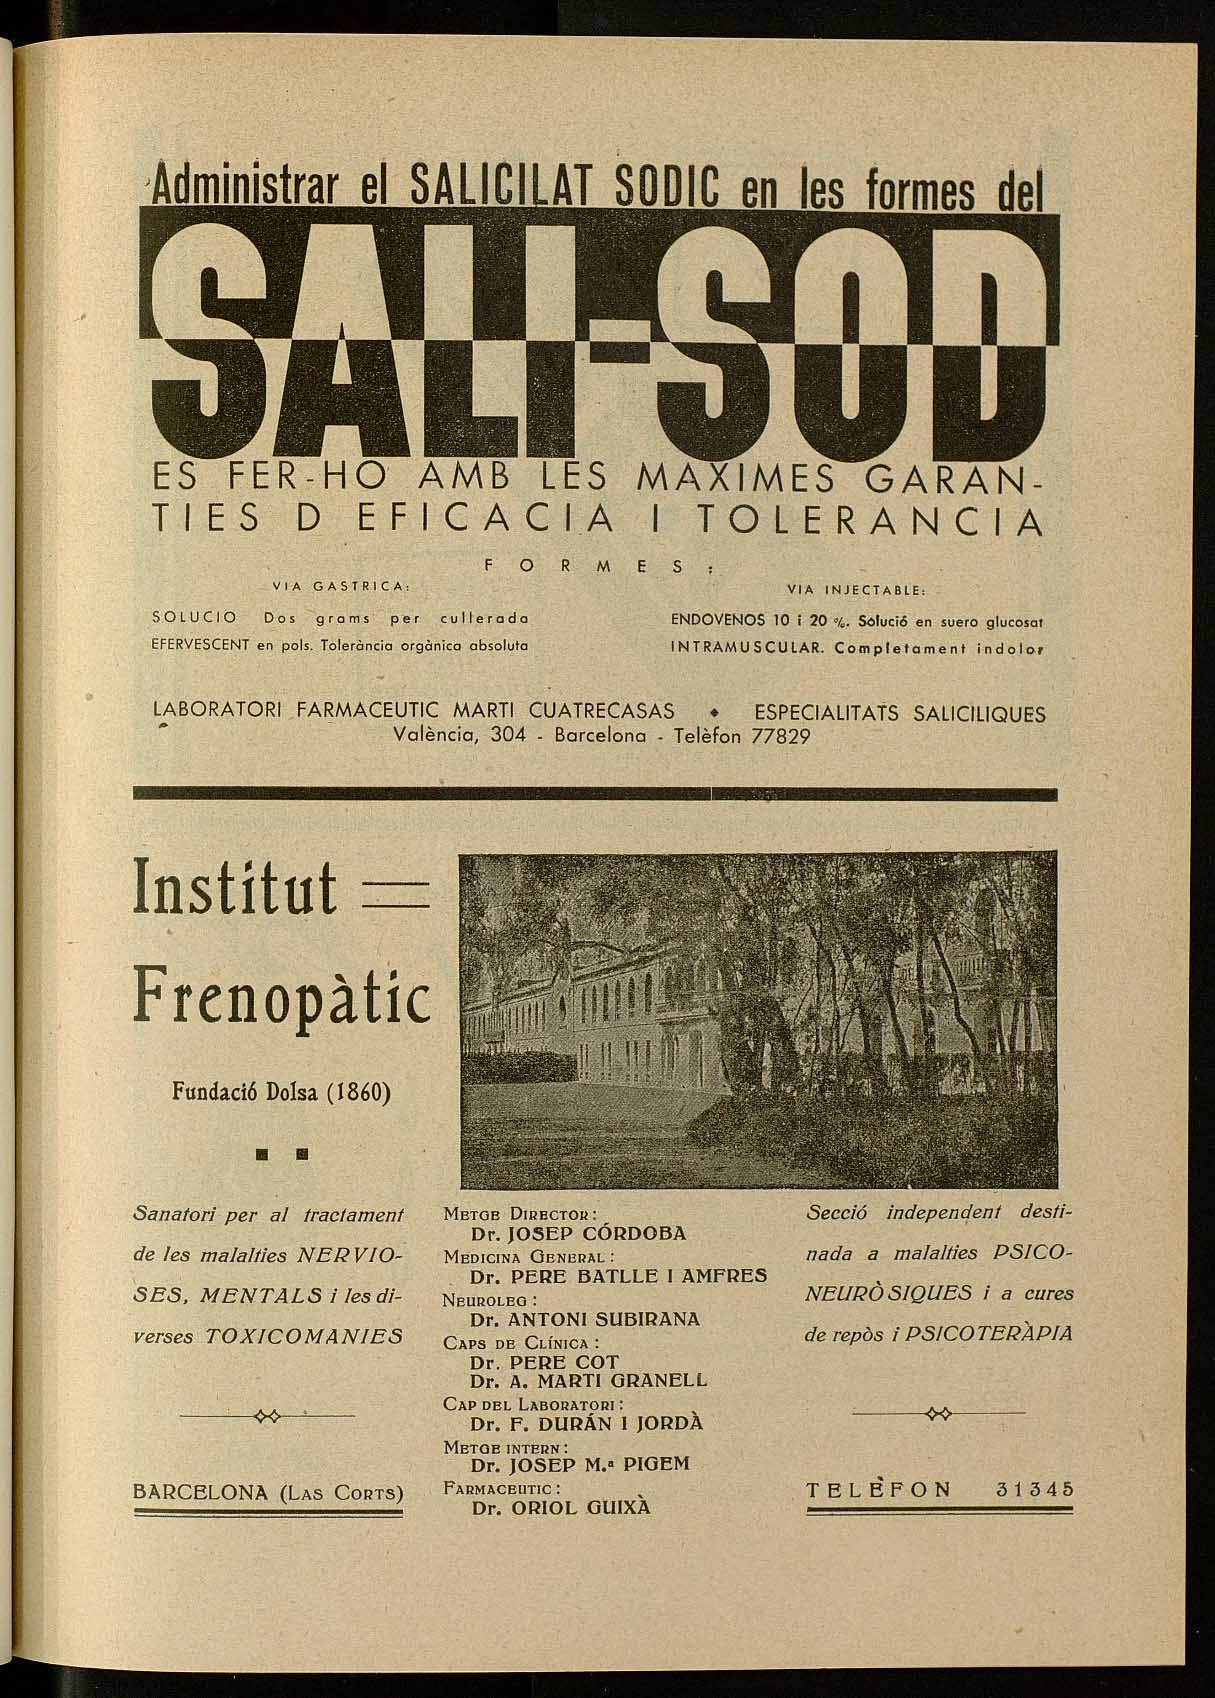 Administrar el SALICILAT SODIC en les formes del
SALI-SOD
ES FER-HO AMB LES MAXIMES GARAN-
TIES D EFICACIA I TOLERANCIA
FORMES:
VIA GASTRICA:
SOLUCIO Dos grams per cullerada
EFERVESCENT en pols. Tolerància orgànica absoluta
VIA INJECTABLE:
ENDOVENOS 10 i 20 %. Solució en suero glucosat
INTRAMUSCULAR. Completament indolor
LABORATORI FARMACEUTIC MARTI CUATRECASAS • ESPECIALITATS SALICILIQUES
València, 304 - Barcelona - Telèfon 77829
Institut
Frenopàtic
Fundació Dolsa (1860)
Sanatori per al tractament
de les malalties NERVIO-
SES, MENTALS i les di-
verses TOXICOMANIES
BARCELONA (LAS CORTS)
METGE DIRECTOR:
Dr. JOSEP CÓRDOBA
MEDICINA GENERAL:
Dr. PERE BATLLE I AMFRES
NEUROLEG:
Dr. ANTONI SUBIRANA
CAPS DE CLÍNICA:
Dr. PERE COT
Dr. A. MARTI GRANELL
CAP DEL LABORATORI:
Dr. F. DURÁN I JORDÀ
METGE INTERN:
Dr. JOSEP M.ª PIGEM
FARMACEUTIC:
Dr. ORIOL GUIXÀ
Secció independent desti-
nada a malalties PSICO-
NEURÒSIQUES i a cures
de repòs i PSICOTERÀPIA
TELÈFON 31345